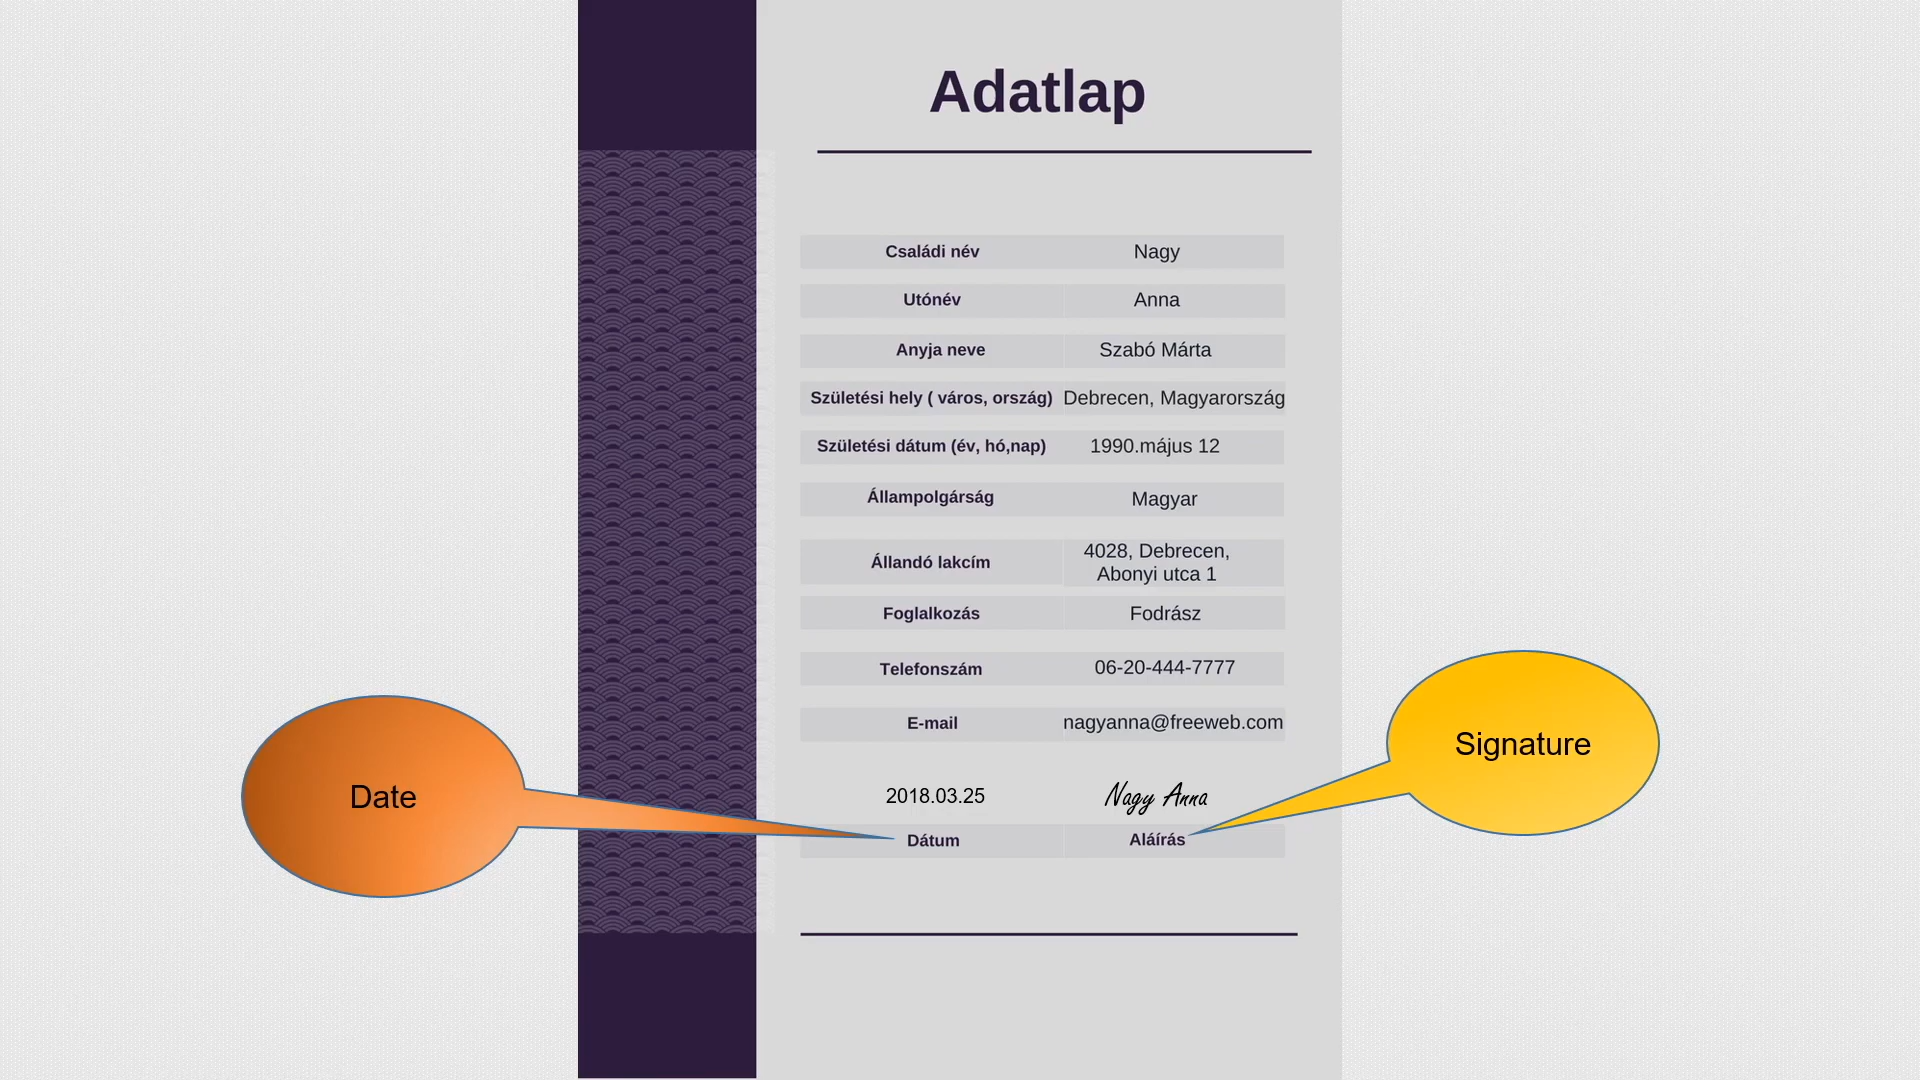 Adatlap
Családi név Nagy
Utónév Anna
Anyja neve Szabó Márta
Születési hely ( város, ország) Debrecen, Magyarország
Születési dátum (év, hó,nap) 1990.május 12
Állampolgárság Magyar
Állandó lakcím 4028, Debrecen,
Abonyi utca 1
Foglalkozás Fodrász
Telefonszám 06-20-444-7777
E-mail nagyanna@freeweb.com
2018.03.25 Nagy Anna
Dátum Aláírás
Date
Signature